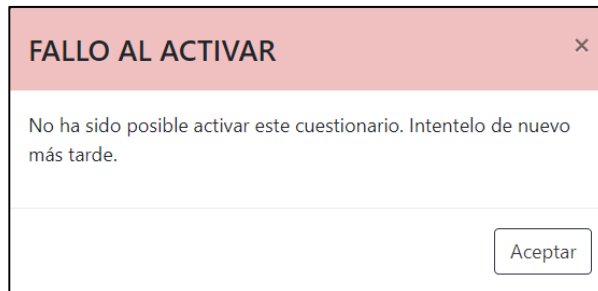 FALLO AL ACTIVAR ×
No ha sido posible activar este cuestionario. Intentelo de nuevo
más tarde.
Aceptar